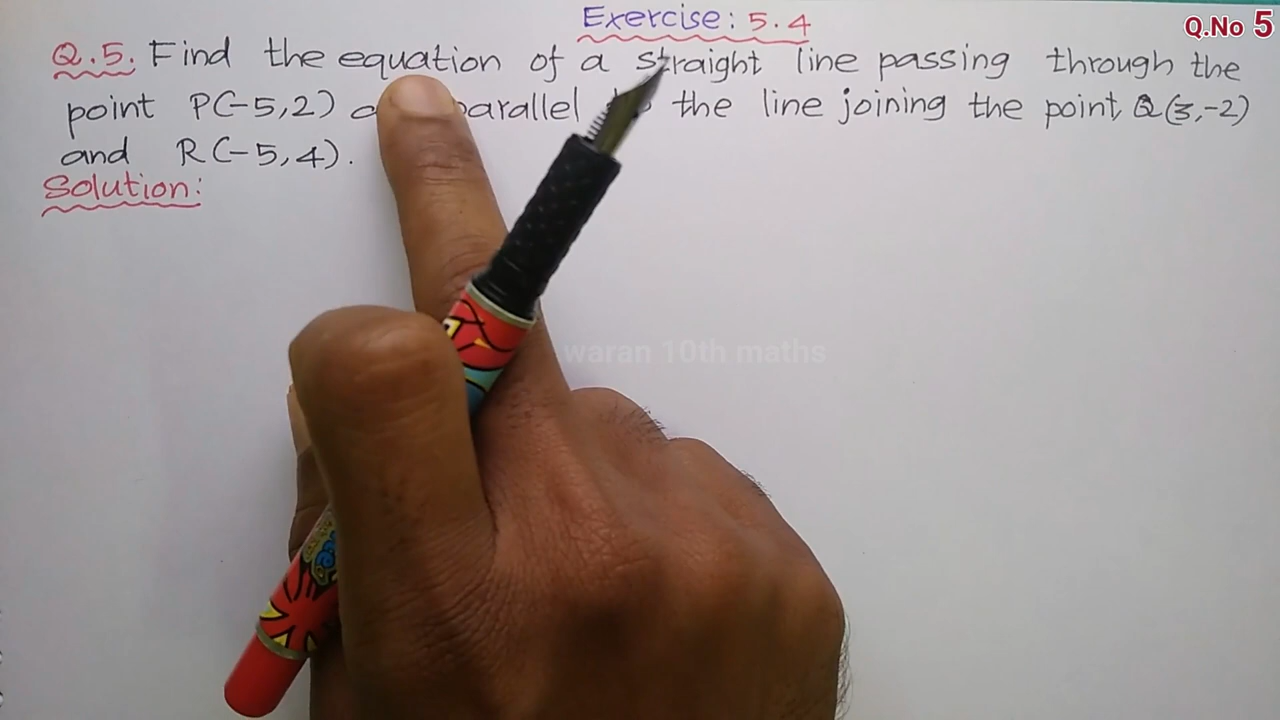 Exercise: 5.4
Q.No 5
Q.5. Find the equation of a straight line passing through the
point P(-5,2) parallel the line joining the point, Q(3,-2)
and R(-5,4).
Solution:
waran 10th maths